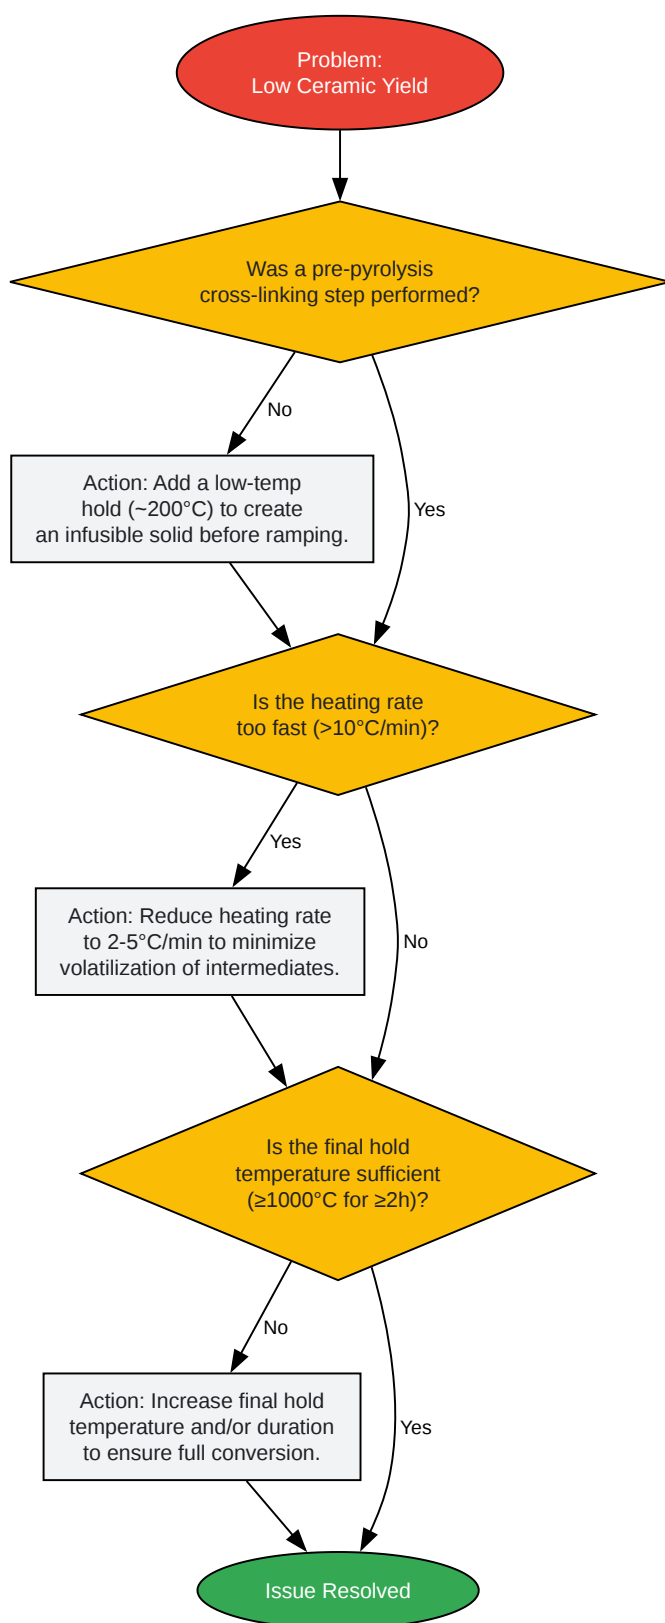 Problem:
Low Ceramic Yield
Was a pre-pyrolysis
cross-linking step performed?
No
Action: Add a low-temp
hold (~200°C) to create
an infusible solid before ramping.
Yes
Is the heating rate
too fast (>10°C/min)?
Yes
Action: Reduce heating rate
to 2-5°C/min to minimize
volatilization of intermediates.
No
Is the final hold
temperature sufficient
(≥1000°C for ≥2h)?
No
Action: Increase final hold
temperature and/or duration
to ensure full conversion.
Yes
Issue Resolved